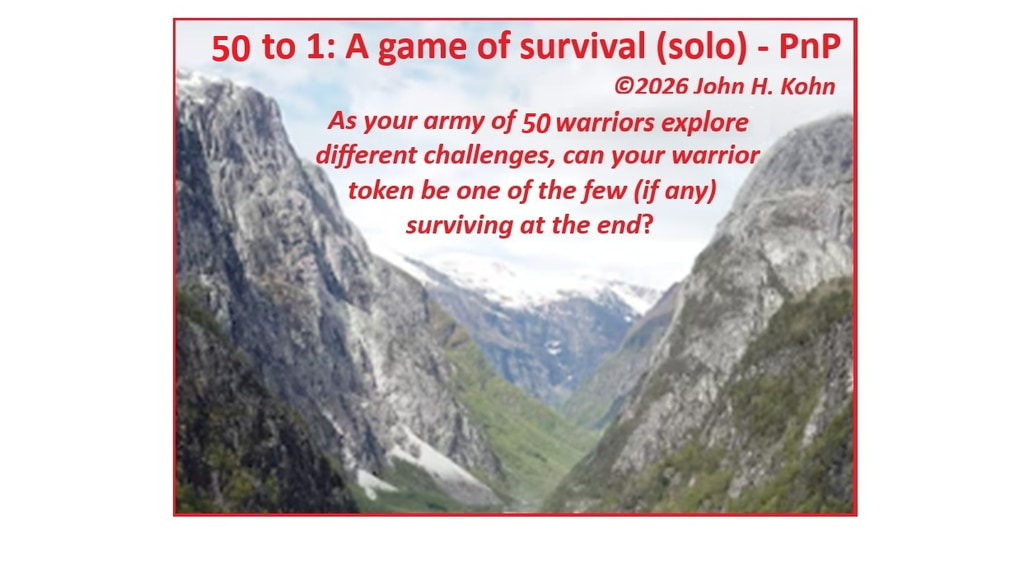 50 to 1: A game of survival (solo) - PnP
©2026 John H. Kohn
As your army of 50 warriors explore
different challenges, can your warrior
token be one of the few (if any)
surviving at the end?